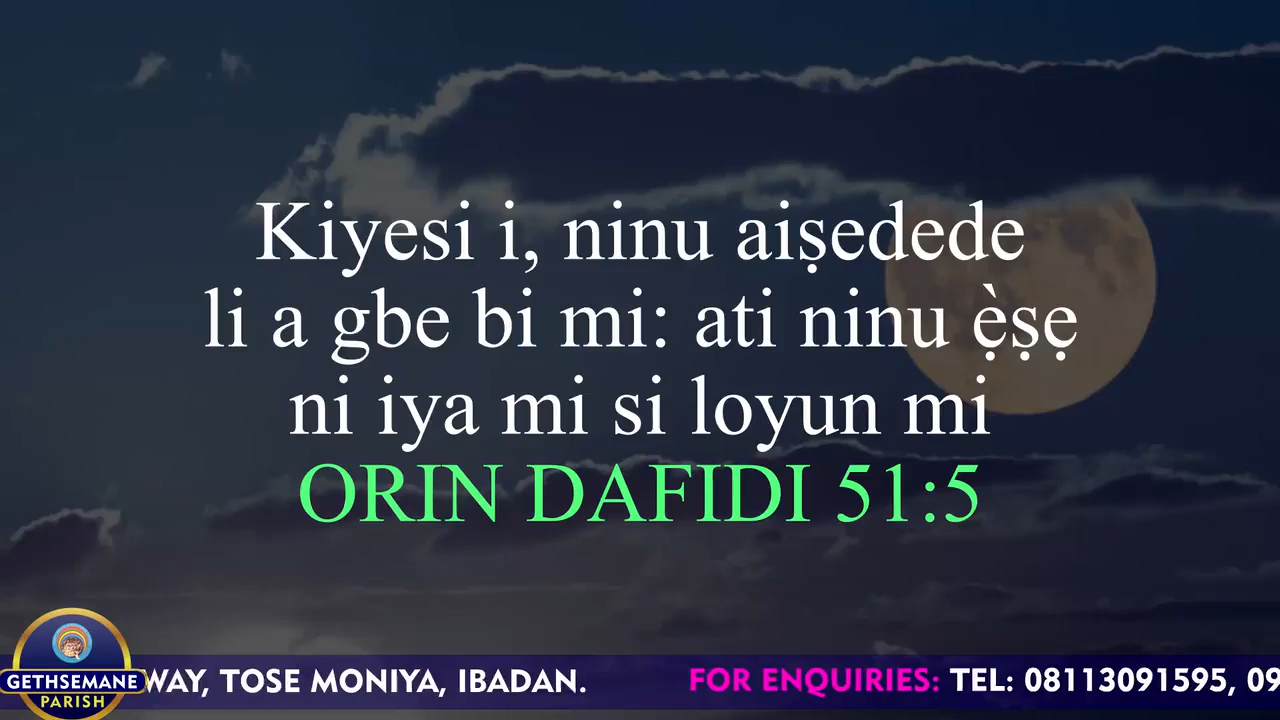 Kiyesi i, ninu aiṣedede
li a gbe bi mi: ati ninu ẹ̀ṣẹ
ni iya mi si loyun mi
ORIN DAFIDI 51:5
GETHSEMANE
PARISH
WAY, TOSE MONIYA, IBADAN. FOR ENQUIRIES: TEL: 08113091595, 09